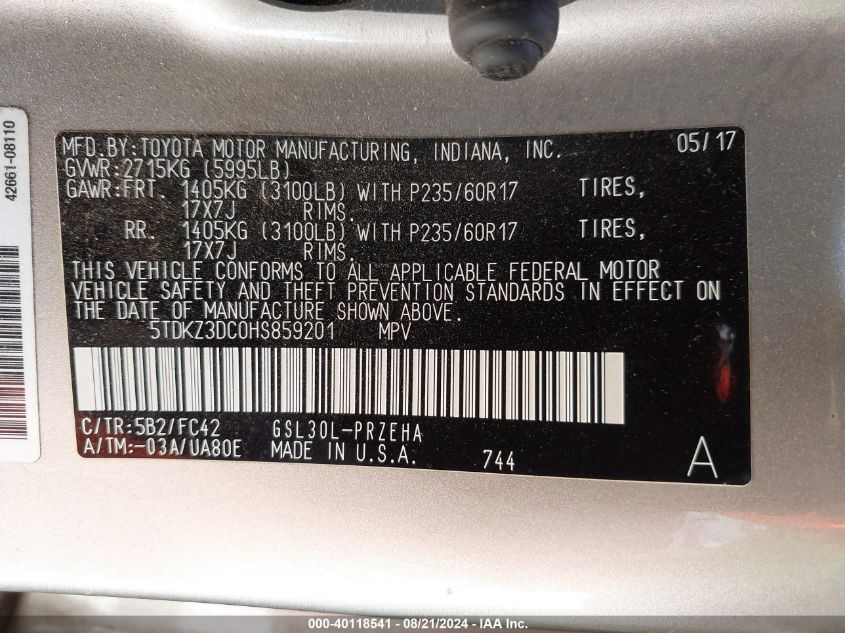 42661-08110
MFD.BY:TOYOTA MOTOR MANUFACTURING, INDIANA, INC. 05/17
GVWR:2715KG (5995LB)
GAWR:FRT. 1405KG (3100LB) WITH P235/60R17 TIRES,
17X7J RIMS.
RR. 1405KG (3100LB) WITH P235/60R17 TIRES,
17X7J RIMS.
THIS VEHICLE CONFORMS TO ALL APPLICABLE FEDERAL MOTOR
VEHICLE SAFETY AND THEFT PREVENTION STANDARDS IN EFFECT ON
THE DATE OF MANUFACTURE SHOWN ABOVE.
5TDKZ3DC0HS859201 MPV
C/TR:5B2/FC42 GSL30L-PRZEHA
A/TM:-03A/UA80E MADE IN U.S.A. 744 A
000-40118541 - 08/21/2024 - IAA Inc.